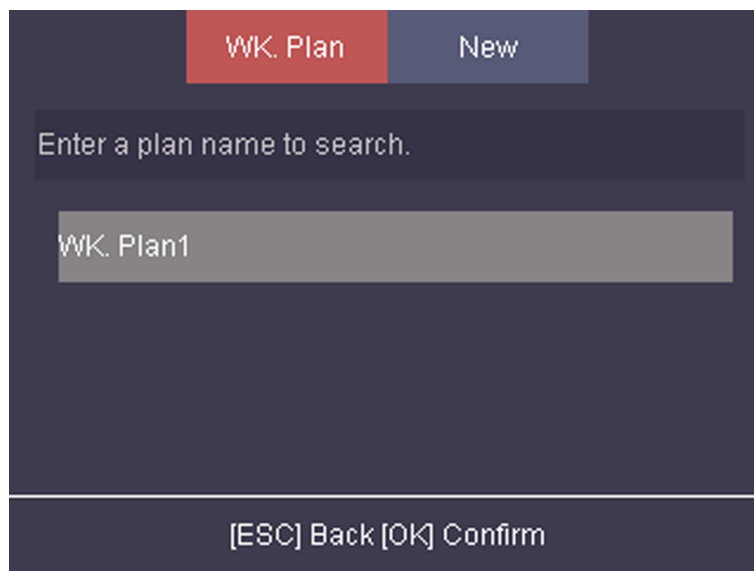 WK. Plan New
Enter a plan name to search.
WK. Plan1
[ESC] Back [OK] Confirm